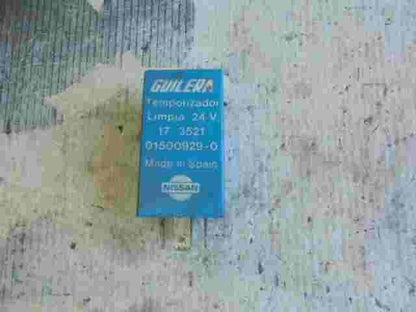 GUILERA
Temporizador
Limpia 24 V
17 3521
01500929-0
Made in Spain
NISSAN